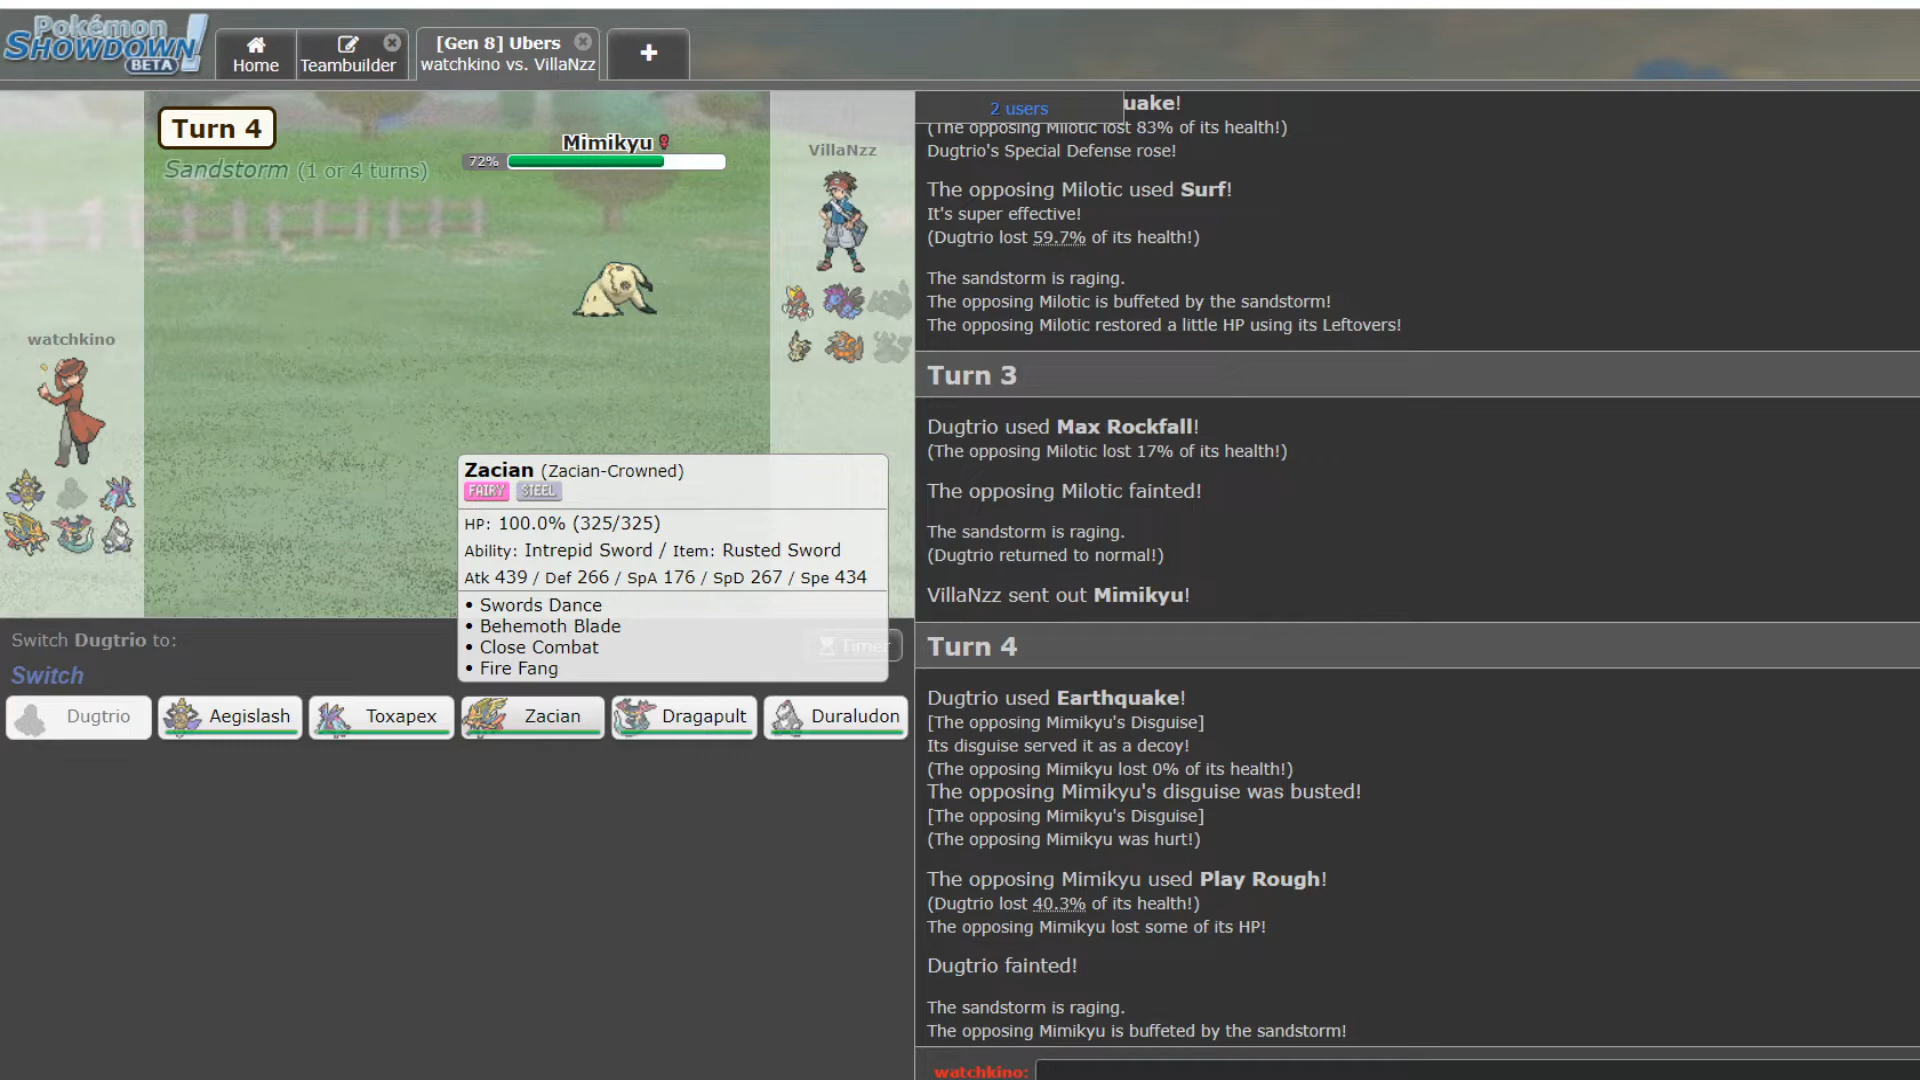 Pokémon
SHOWDOWN!
BETA
Home
Teambuilder
[Gen 8] Ubers
watchkino vs. VillaNzz
+
Turn 4
Sandstorm (1 or 4 turns)
Mimikyu
72%
VillaNzz
watchkino
Zacian (Zacian-Crowned)
FAIRY STEEL
HP: 100.0% (325/325)
Ability: Intrepid Sword / Item: Rusted Sword
Atk 439 / Def 266 / SpA 176 / SpD 267 / Spe 434
• Swords Dance
• Behemoth Blade
• Close Combat
• Fire Fang
Timer
Switch Dugtrio to:
Switch
Dugtrio
Aegislash
Toxapex
Zacian
Dragapult
Duraludon
2 users
uake!
(The opposing Milotic lost 83% of its health!)
Dugtrio's Special Defense rose!
The opposing Milotic used Surf!
It's super effective!
(Dugtrio lost 59.7% of its health!)
The sandstorm is raging.
The opposing Milotic is buffeted by the sandstorm!
The opposing Milotic restored a little HP using its Leftovers!
Turn 3
Dugtrio used Max Rockfall!
(The opposing Milotic lost 17% of its health!)
The opposing Milotic fainted!
The sandstorm is raging.
(Dugtrio returned to normal!)
VillaNzz sent out Mimikyu!
Turn 4
Dugtrio used Earthquake!
[The opposing Mimikyu's Disguise]
Its disguise served it as a decoy!
(The opposing Mimikyu lost 0% of its health!)
The opposing Mimikyu's disguise was busted!
[The opposing Mimikyu's Disguise]
(The opposing Mimikyu was hurt!)
The opposing Mimikyu used Play Rough!
(Dugtrio lost 40.3% of its health!)
The opposing Mimikyu lost some of its HP!
Dugtrio fainted!
The sandstorm is raging.
The opposing Mimikyu is buffeted by the sandstorm!
watchkino: